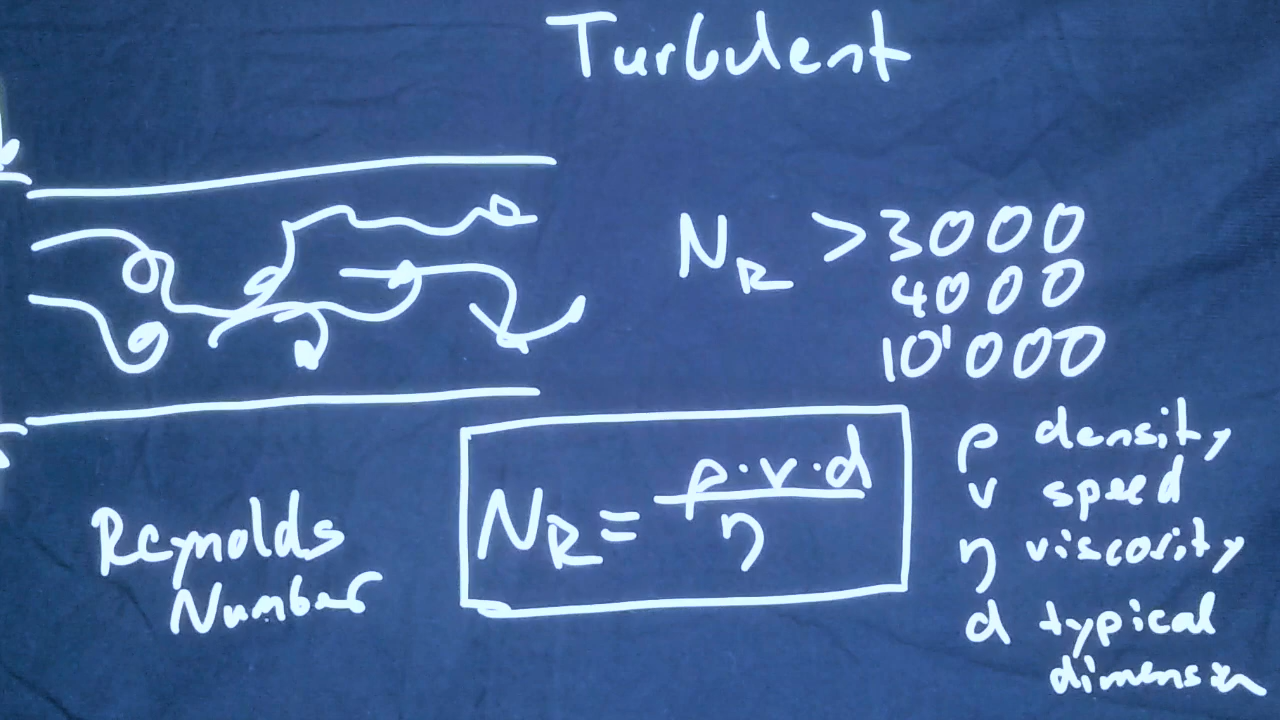 Turbulent
N_R > 3000
4000
10'000
Reynolds
Number
N_R = ρ·v·d / η
ρ density
v speed
η viscosity
d typical
dimension